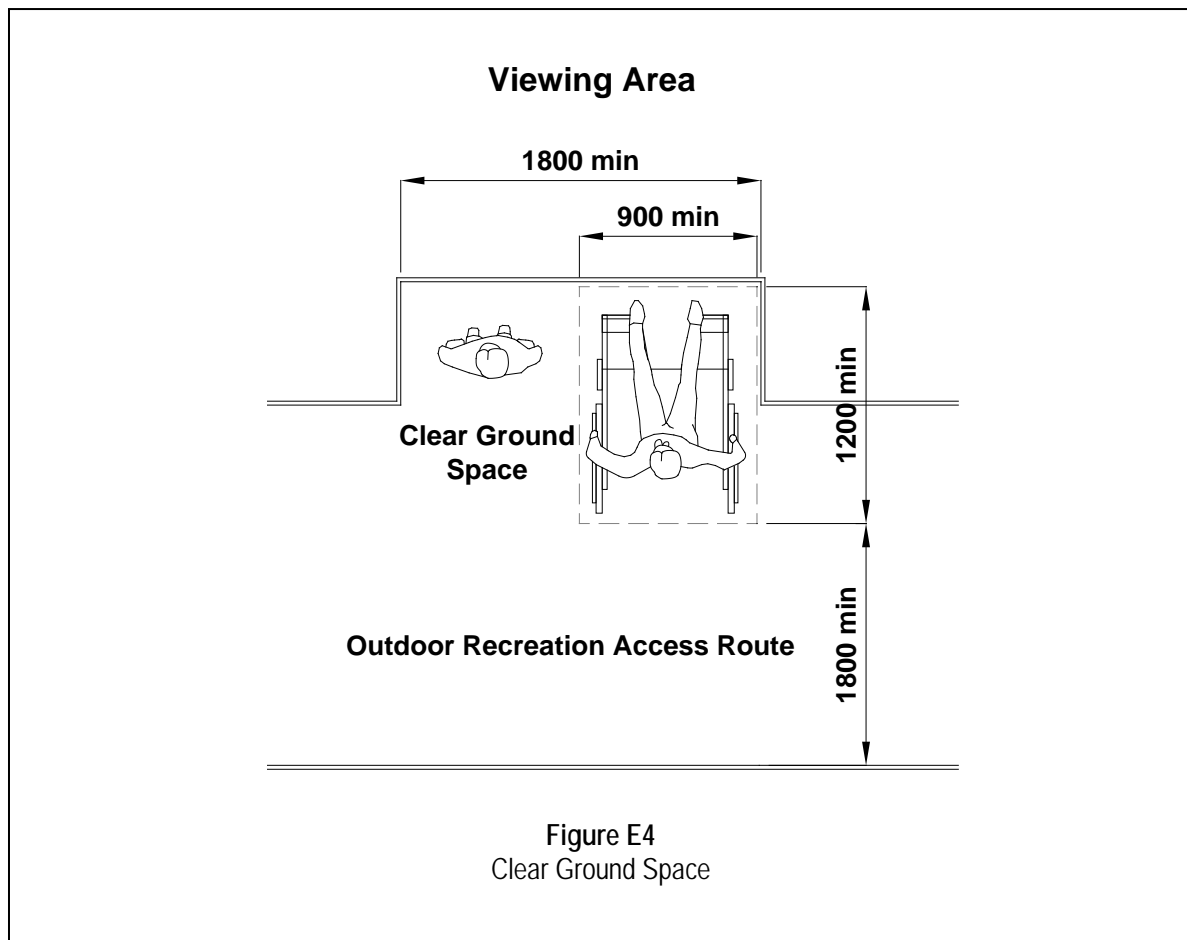 Viewing Area
1800 min
900 min
1200 min
Clear Ground
Space
Outdoor Recreation Access Route
1800 min
Figure E4
Clear Ground Space